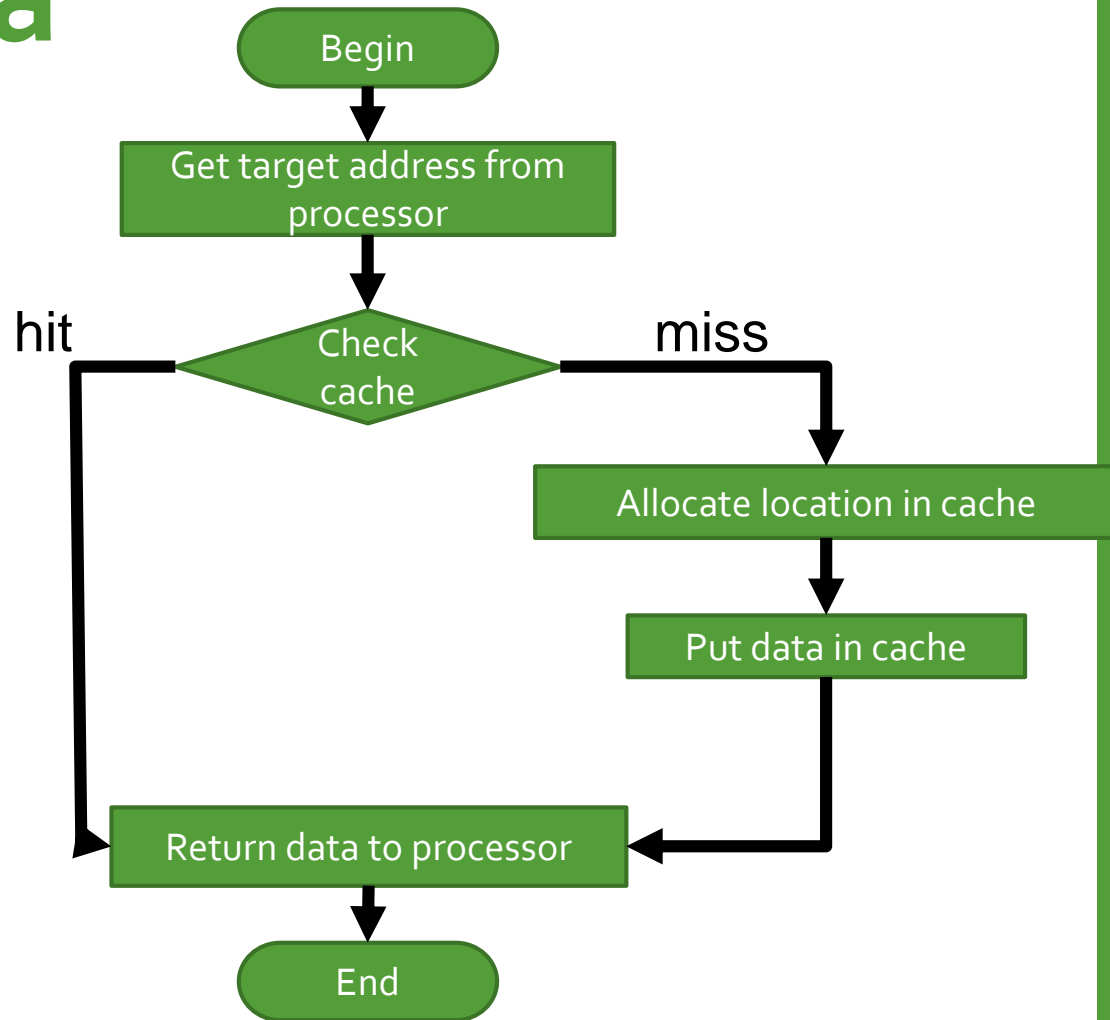 a
Begin
Get target address from
processor
hit
Check
cache
miss
Allocate location in cache
Put data in cache
Return data to processor
End